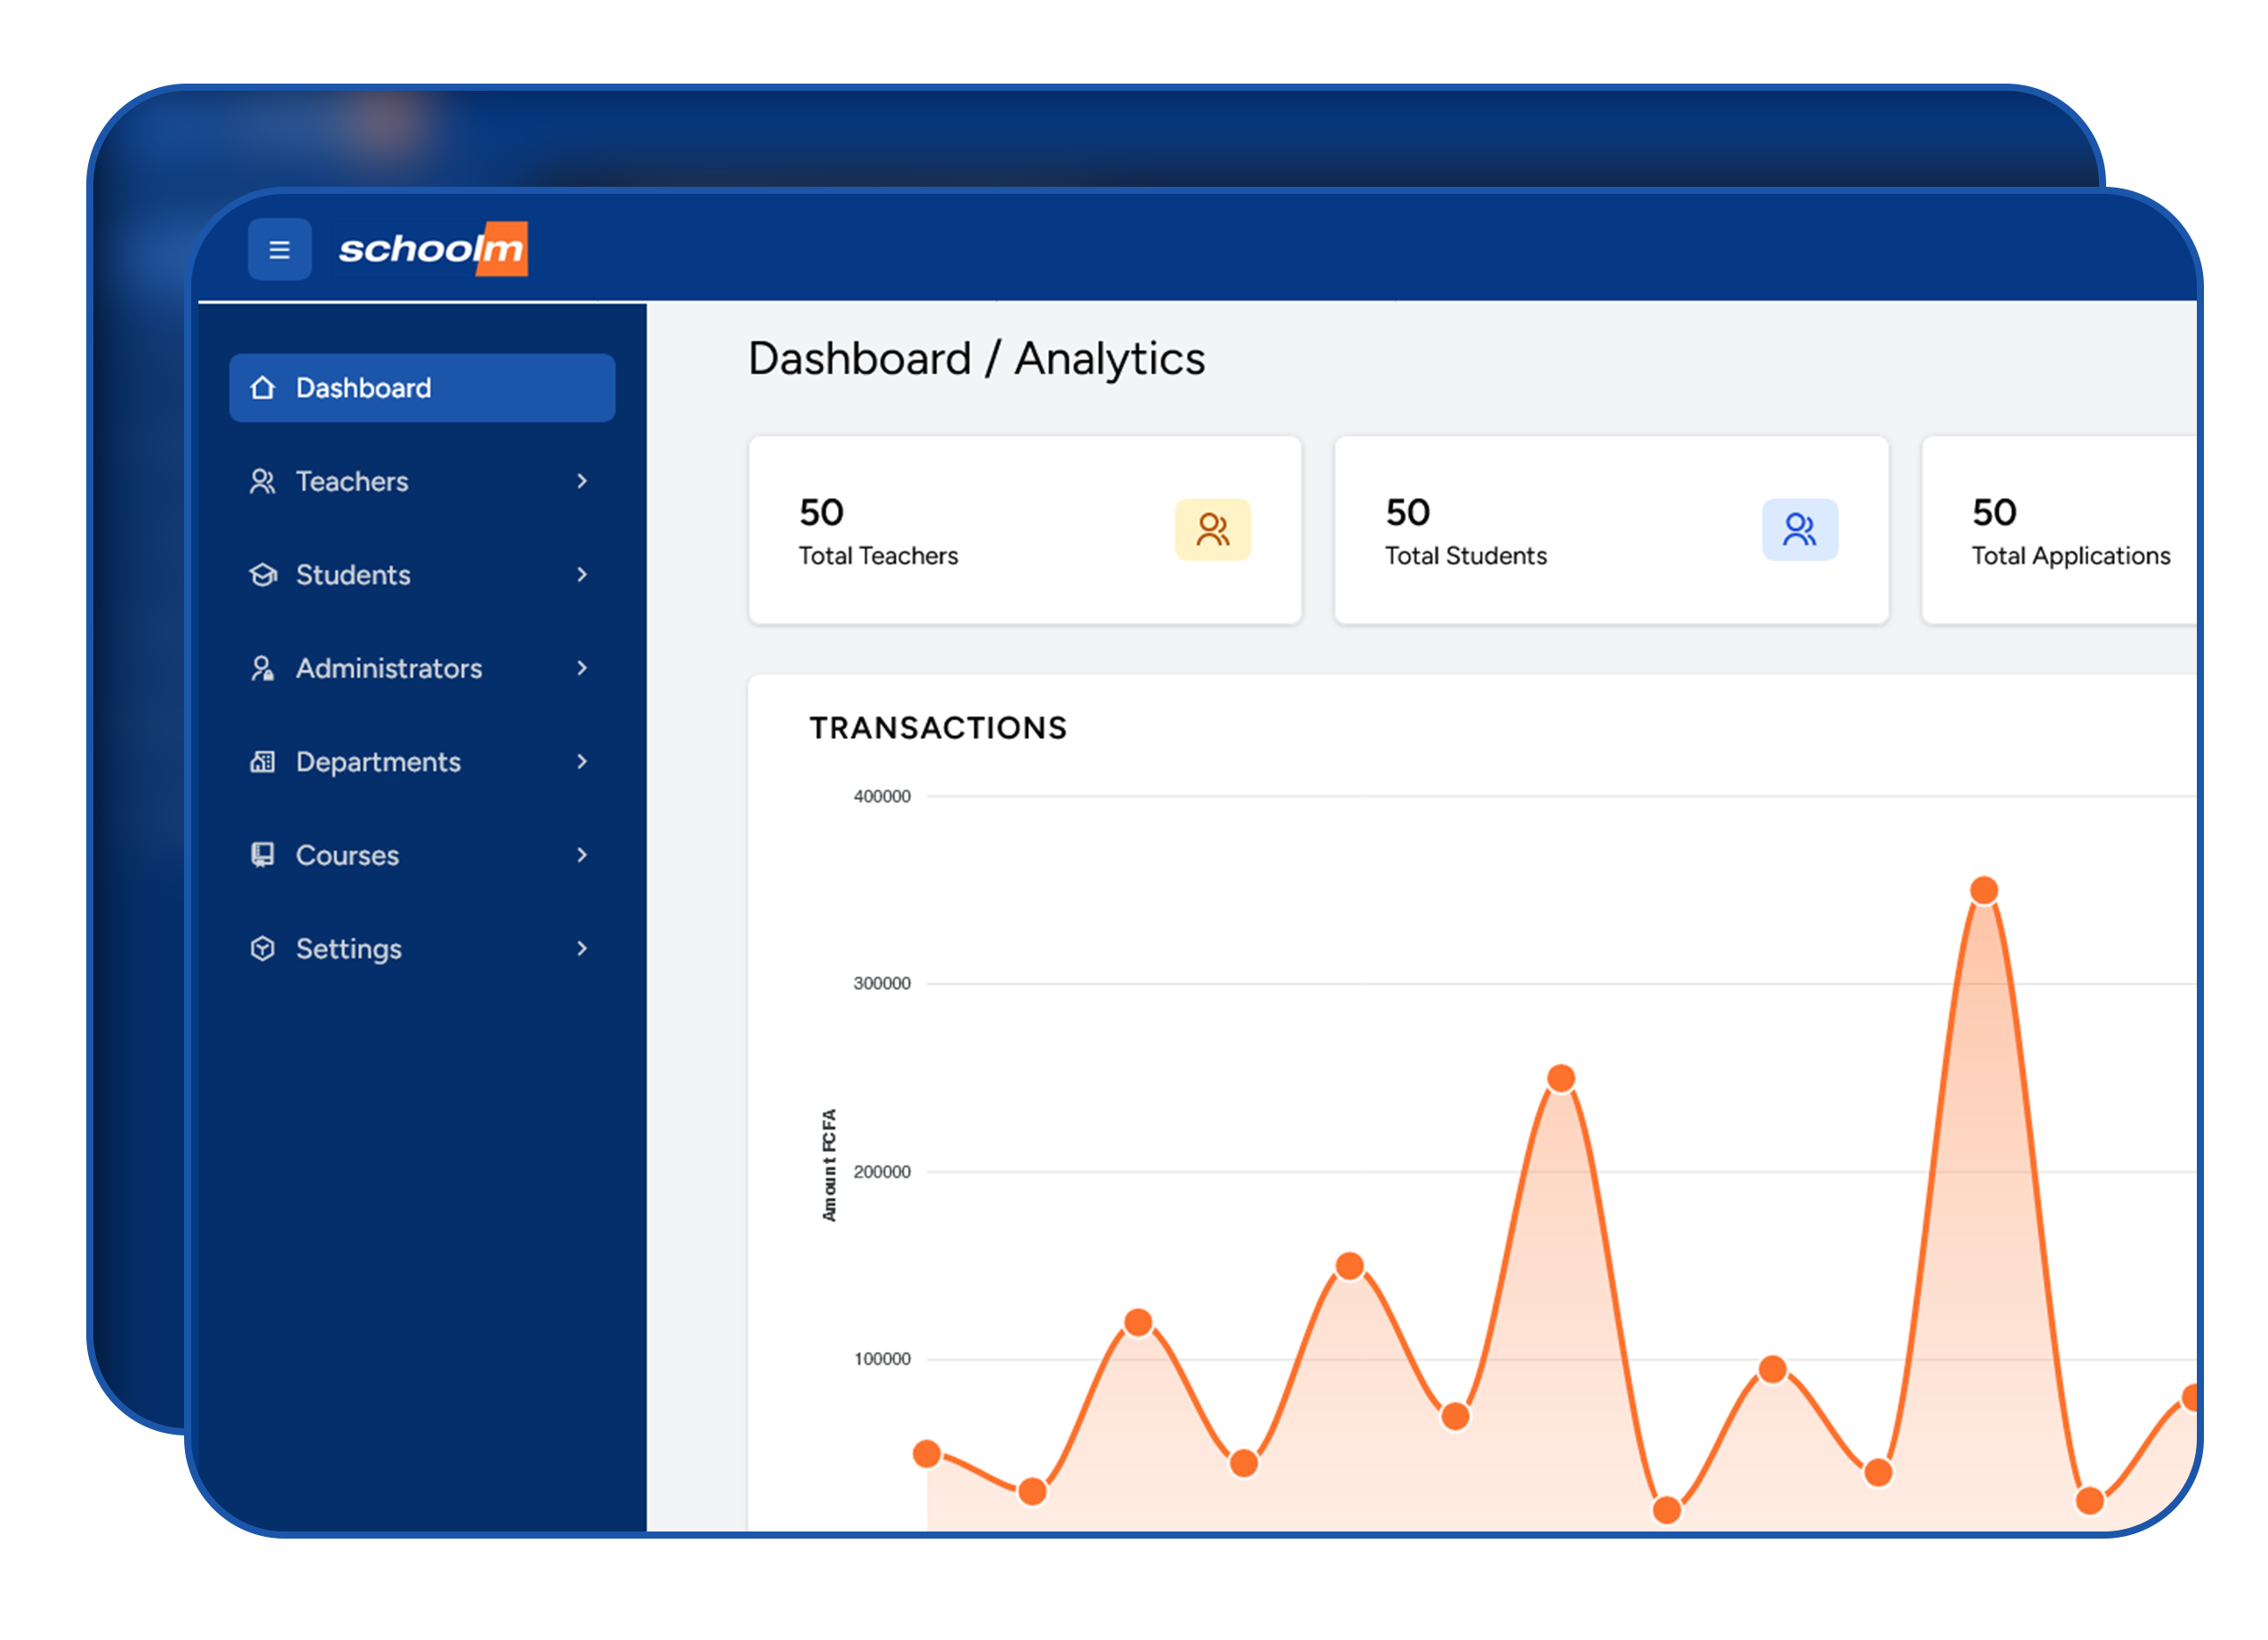 schoolm
Dashboard
Teachers
Students
Administrators
Departments
Courses
Settings
Dashboard / Analytics
50
Total Teachers
50
Total Students
50
Total Applications
TRANSACTIONS
400000
300000
200000
100000
Amount FCFA